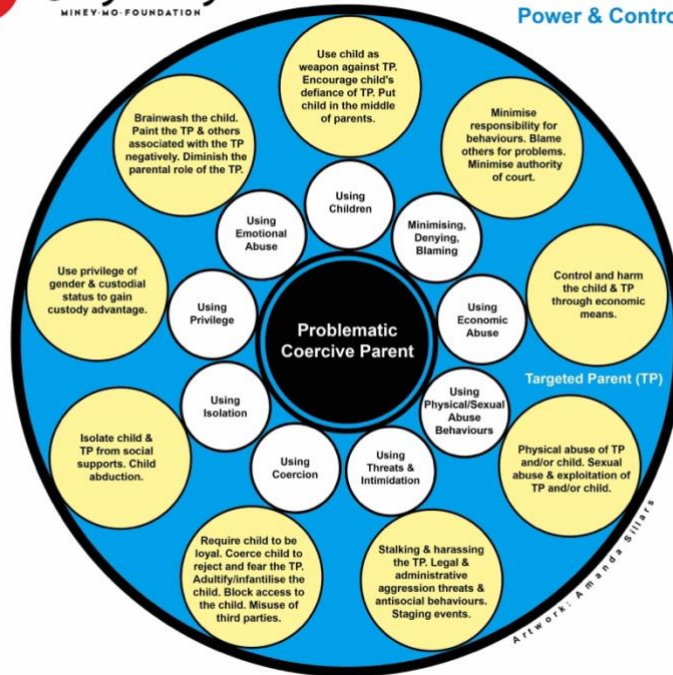 MINEY-MO-FOUNDATION
Power &
Use child as
weapon against TP.
Encourage child's
defiance of TP. Put
child in the middle
of parents.
Brainwash the child.
Paint the TP & others
associated with the TP
negatively. Diminish the
parental role of the TP.
Minimise
responsibility for
behaviours. Blame
others for problems.
Minimise authority
of court.
Using
Children
Using
Emotional
Abuse
Minimising,
Denying,
Blaming
Use privilege of
gender & custodial
status to gain
custody advantage.
Using
Privilege
Using
Economic
Abuse
Control and harm
the child & TP
through economic
means.
Problematic
Coercive Parent
Targeted Parent (TP)
Using
Isolation
Using
Physical/Sexual
Abuse
Behaviours
Isolate child &
TP from social
supports. Child
abduction.
Using
Coercion
Using
Threats &
Intimidation
Physical abuse of TP
and/or child. Sexual
abuse & exploitation of
TP and/or child.
Require child to be
loyal. Coerce child to
reject and fear the TP.
Adultify/infantilise the
child. Block access to
the child. Misuse of
third parties.
Stalking & harassing
the TP. Legal &
administrative
aggression threats &
antisocial behaviours.
Staging events.
Artwork: Amanda Sillars